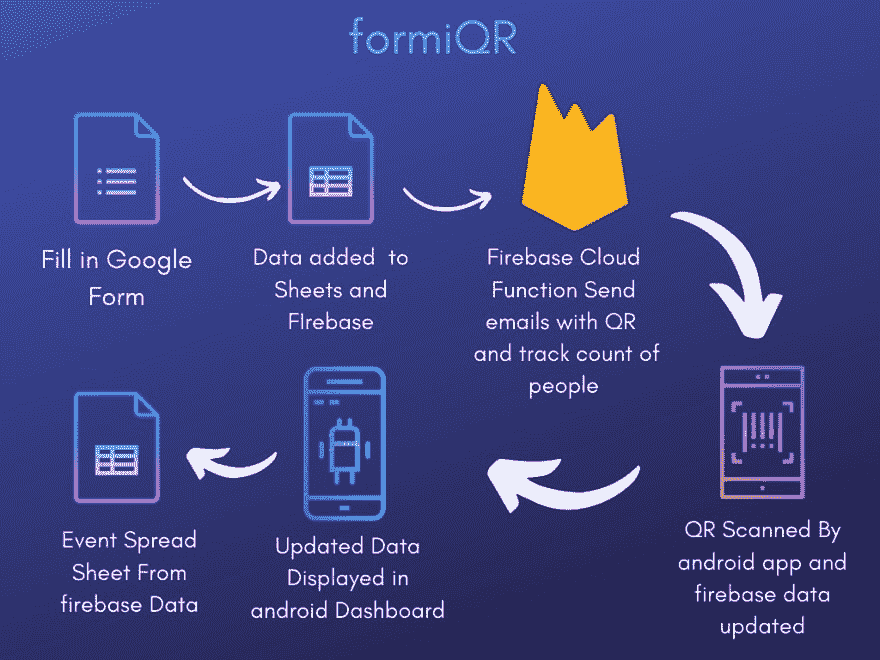 formiQR
Fill in Google
Form
Data added to
Sheets and
FIrebase
Firebase Cloud
Function Send
emails with QR
and track count of
people
QR Scanned By
android app and
firebase data
updated
Updated Data
Displayed in
android Dashboard
Event Spread
Sheet From
firebase Data